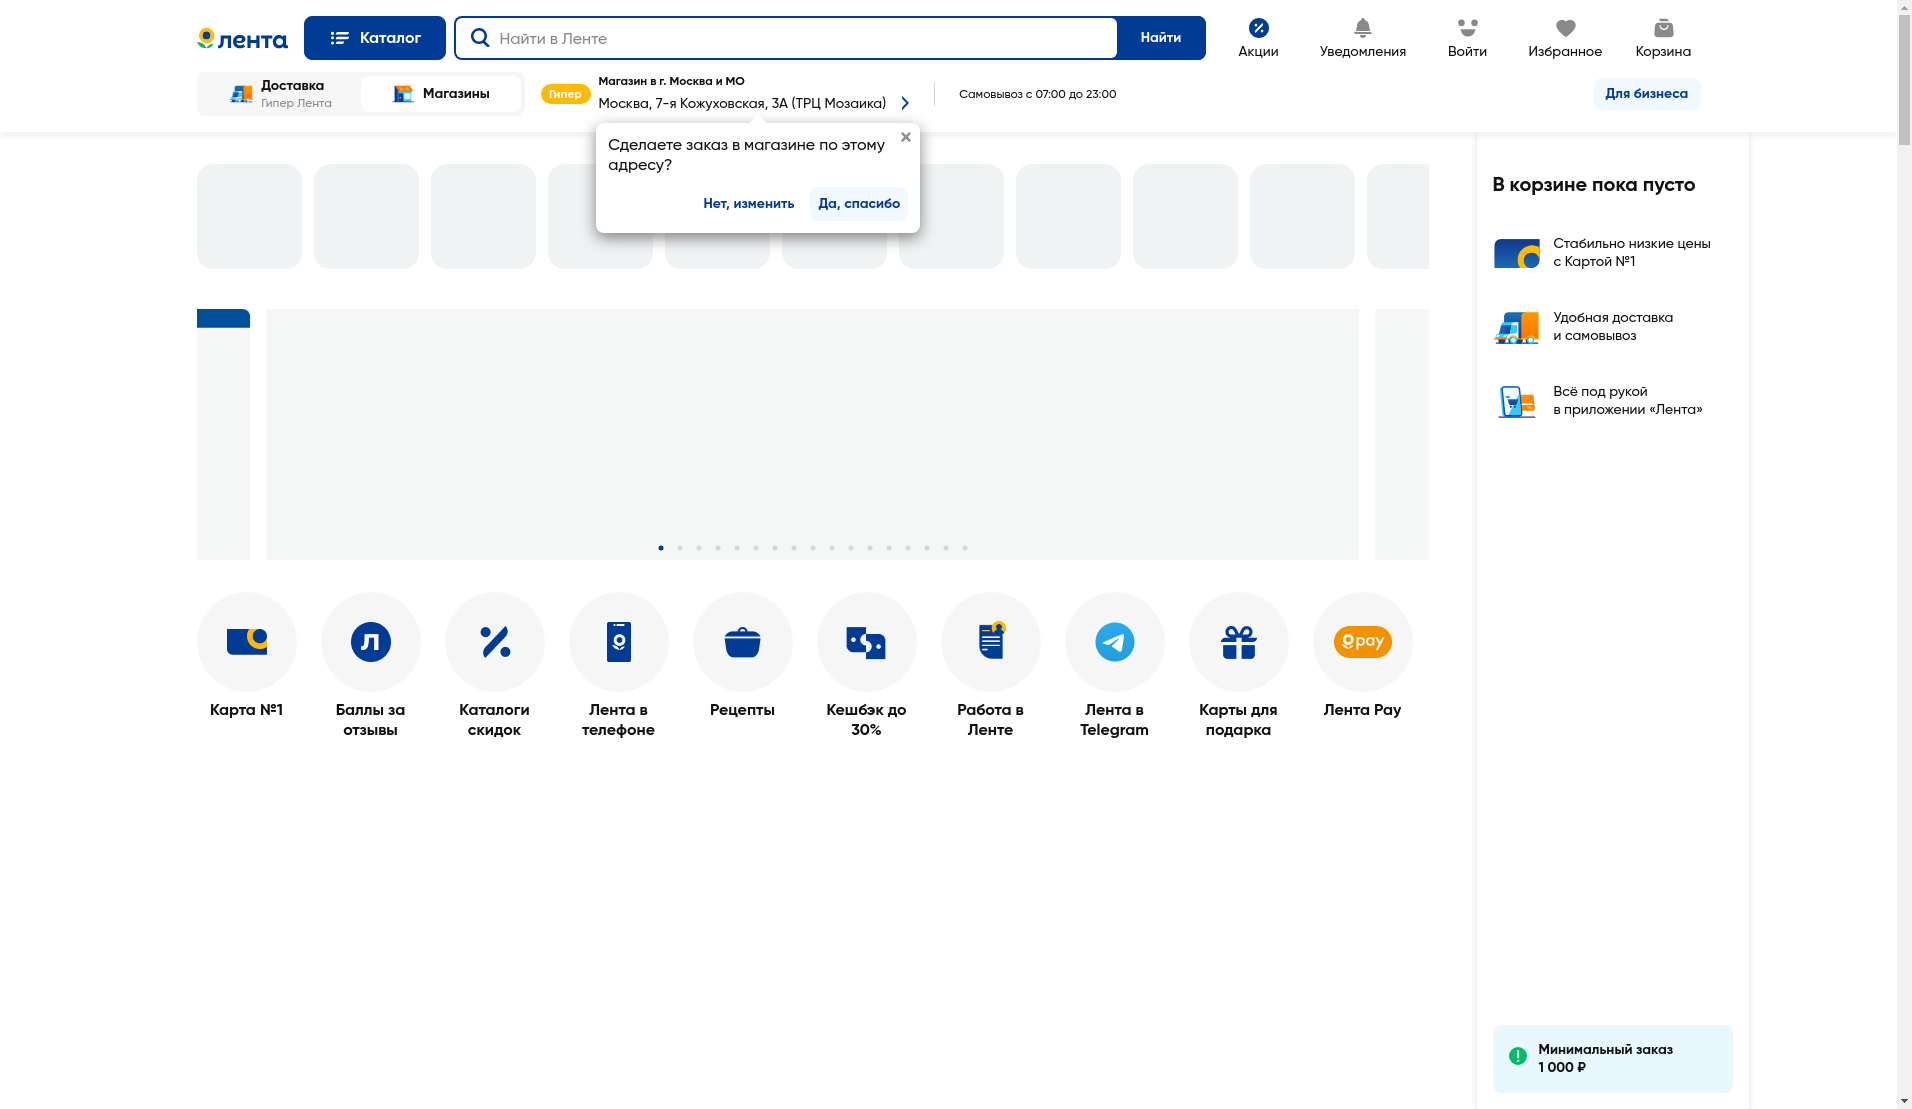 лента
Каталог
Найти в Ленте
Найти
Акции
Уведомления
Войти
Избранное
Корзина
Доставка
Гипер Лента
Магазины
Гипер
Магазин в г. Москва и МО
Москва, 7-я Кожуховская, 3А (ТРЦ Мозаика)
Самовывоз с 07:00 до 23:00
Для бизнеса
Сделаете заказ в магазине по этому
адресу?
Нет, изменить
Да, спасибо
В корзине пока пусто
Стабильно низкие цены
с Картой №1
Удобная доставка
и самовывоз
Всё под рукой
в приложении «Лента»
л
pay
Карта №1
Баллы за
отзывы
Каталоги
скидок
Лента в
телефоне
Рецепты
Кешбэк до
30%
Работа в
Ленте
Лента в
Telegram
Карты для
подарка
Лента Pay
Минимальный заказ
1 000 ₽